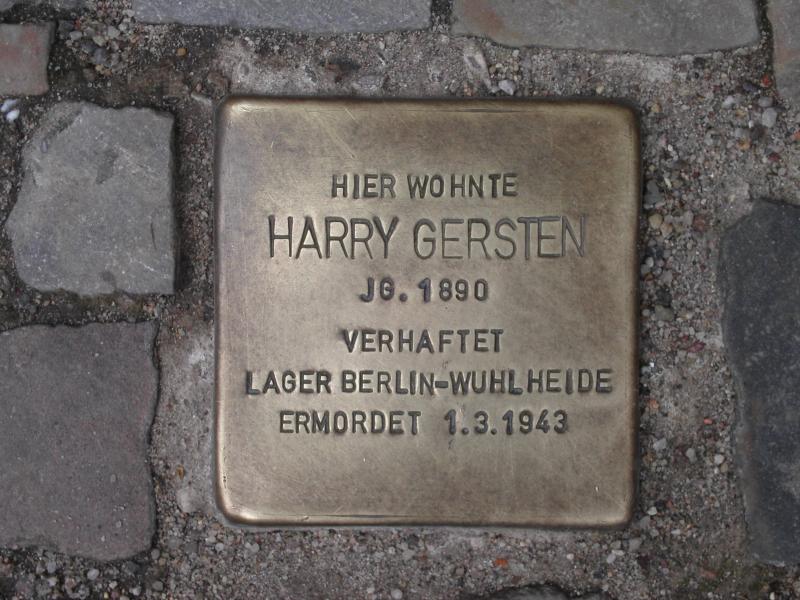 HIER WOHNTE
HARRY GERSTEN
JG. 1890
VERHAFTET
LAGER BERLIN-WUHLHEIDE
ERMORDET 1.3.1943